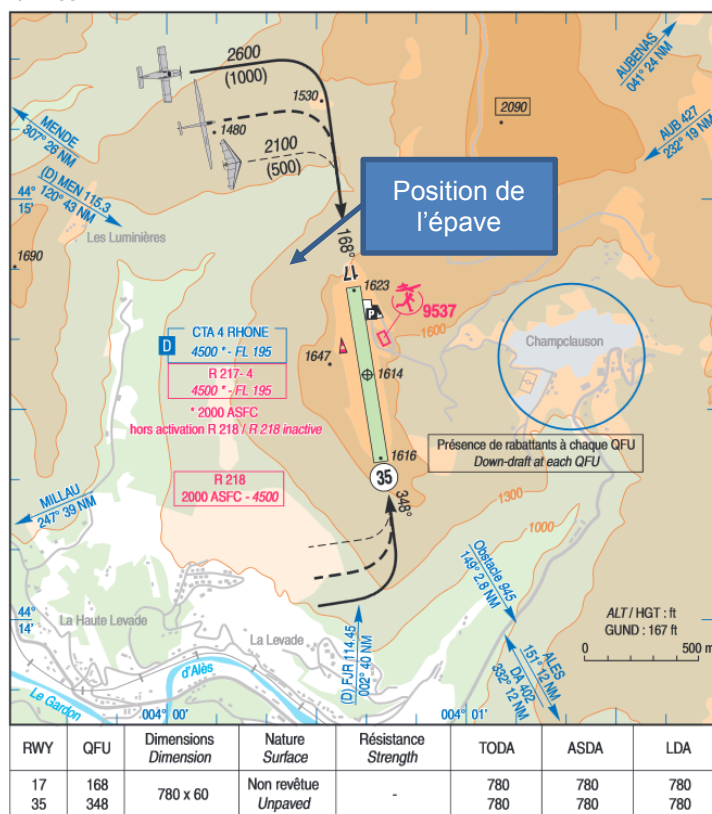 2600
(1000)
1530
1480
2100
(500)
2090
AUBENAS
041° 24 NM
AUB 427
232° 19 NM
MENDE
307° 26 NM
(D) MEN 115.3
120° 43 NM
44°
15'
Position de
l'épave
Les Luminières
1690
168°
17
1623
P
9537
1600
D
CTA 4 RHONE
4500 * - FL 195
R 217- 4
4500 * - FL 195
* 2000 ASFC
hors activation R 218 / R 218 inactive
1647
1614
Champclauson
Présence de rabattants à chaque QFU
Down-draft at each QFU
1616
35
348°
R 218
2000 ASFC - 4500
MILLAU
247° 39 NM
1300
1000
Obstacle 945
149° 2.8 NM
44°
14'
La Haute Levade
La Levade
ALT / HGT : ft
GUND : 167 ft
0 500 m
(D) FJR 114.45
002° 40 NM
ALES
151° 12 NM
DA 402
332° 12 NM
Le Gardon
d'Alès
004° 00'
004° 01'
RWY QFU Dimensions Nature Résistance TODA ASDA LDA
Dimension Surface Strength
17 168 780 x 60 Non revêtue - 780 780 780
35 348 Unpaved 780 780 780